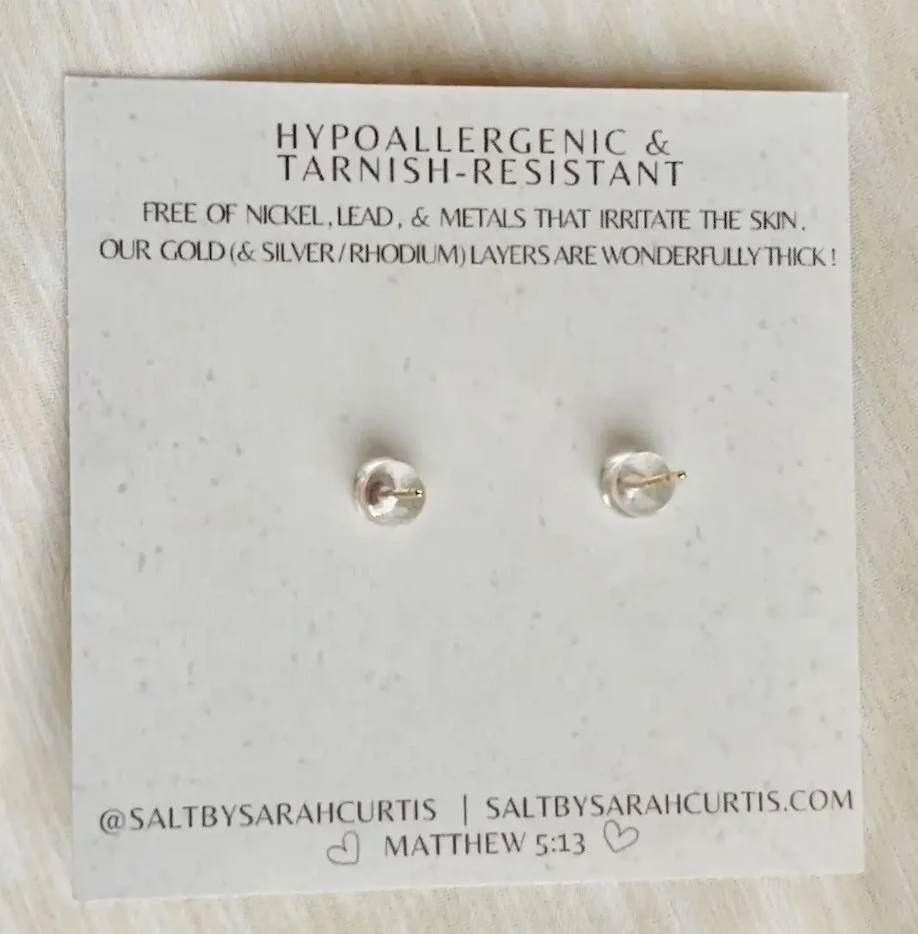 HYPOALLERGENIC &
TARNISH-RESISTANT
FREE OF NICKEL, LEAD, & METALS THAT IRRITATE THE SKIN.
OUR GOLD (& SILVER/RHODIUM) LAYERS ARE WONDERFULLY THICK!
@SALTBYSARAHCURTIS | SALTBYSARAHCURTIS.COM
MATTHEW 5:13